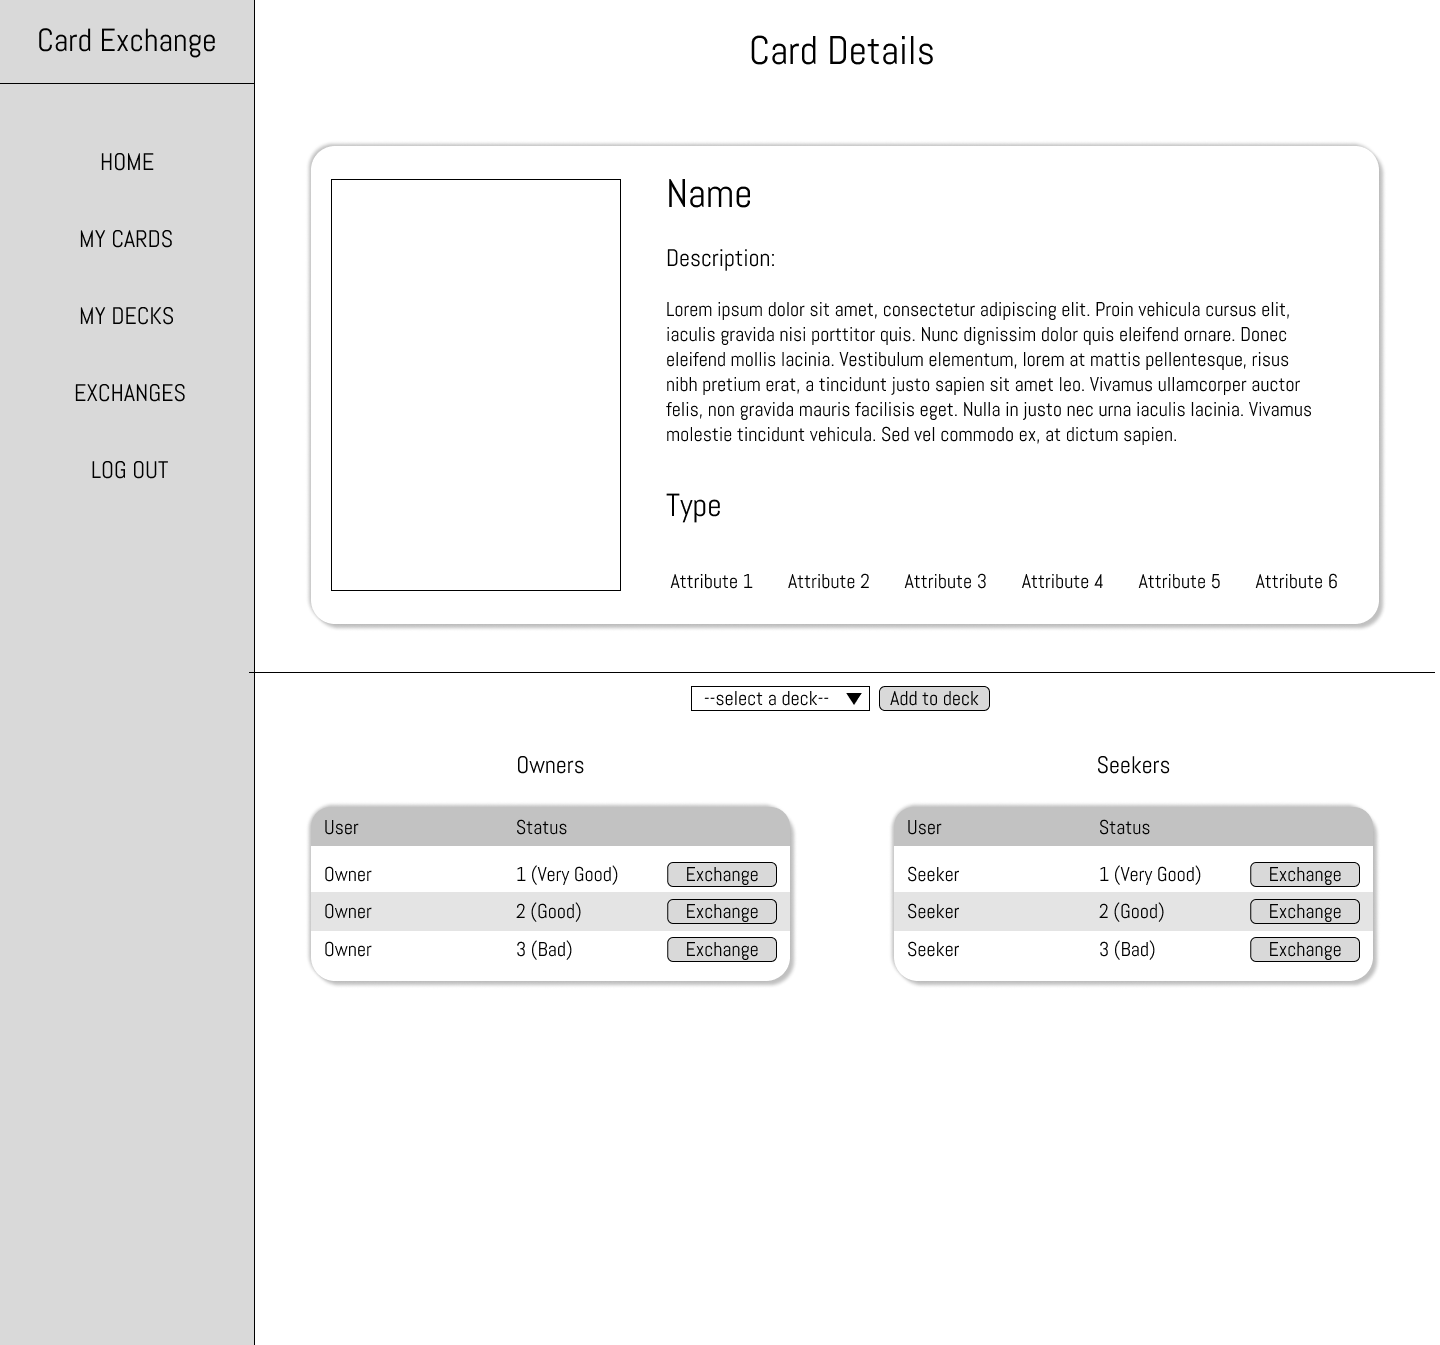 Card Exchange
HOME
MY CARDS
MY DECKS
EXCHANGES
LOG OUT
Card Details
Name
Description:
Lorem ipsum dolor sit amet, consectetur adipiscing elit. Proin vehicula cursus elit,
iaculis gravida nisi porttitor quis. Nunc dignissim dolor quis eleifend ornare. Donec
eleifend mollis lacinia. Vestibulum elementum, lorem at mattis pellentesque, risus
nibh pretium erat, a tincidunt justo sapien sit amet leo. Vivamus ullamcorper auctor
felis, non gravida mauris facilisis eget. Nulla in justo nec urna iaculis lacinia. Vivamus
molestie tincidunt vehicula. Sed vel commodo ex, at dictum sapien.
Type
Attribute 1 Attribute 2 Attribute 3 Attribute 4 Attribute 5 Attribute 6
--select a deck-- Add to deck
Owners
User Status
Owner 1 (Very Good) Exchange
Owner 2 (Good) Exchange
Owner 3 (Bad) Exchange
Seekers
User Status
Seeker 1 (Very Good) Exchange
Seeker 2 (Good) Exchange
Seeker 3 (Bad) Exchange